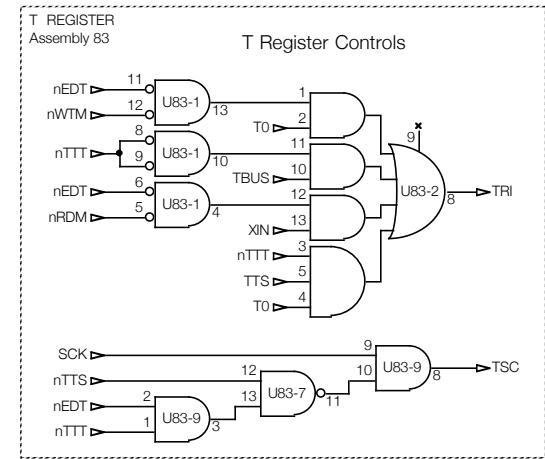 T REGISTER
Assembly 83
T Register Controls
nEDT 11
U83-1
nWTM 12
13
1
T0 2
nTTT 8
9
U83-1
10
11
TBUS 10
nEDT 6
U83-1
nRDM 5
4
12
XIN 13
nTTT 3
TTS 5
T0 4
x
9
U83-2
8
TRI
SCK 9
nTTS 12
nEDT 2
U83-9
nTTT 1
3
13
U83-7
11
10
U83-9
8
TSC